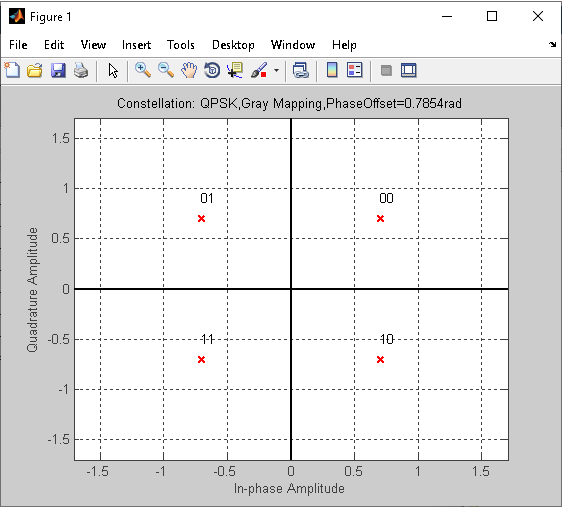 Figure 1
File Edit View Insert Tools Desktop Window Help
Constellation: QPSK,Gray Mapping,PhaseOffset=0.7854rad
1.5
1
0.5
0
-0.5
-1
-1.5
Quadrature Amplitude
01
00
11
10
-1.5 -1 -0.5 0 0.5 1 1.5
In-phase Amplitude